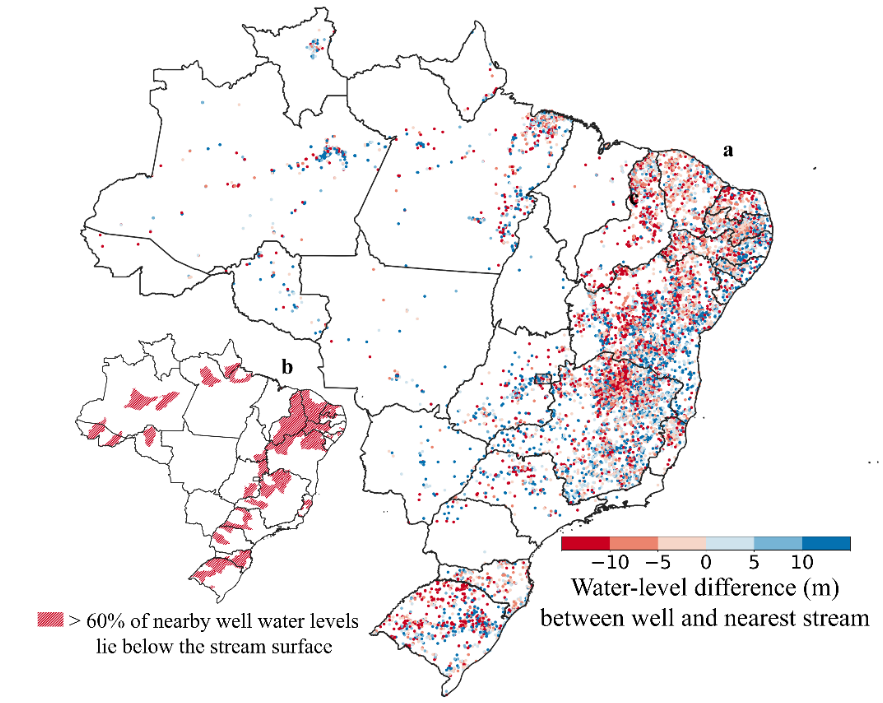 a
b
−10 −5 0 5 10
Water-level difference (m)
between well and nearest stream
> 60% of nearby well water levels
lie below the stream surface